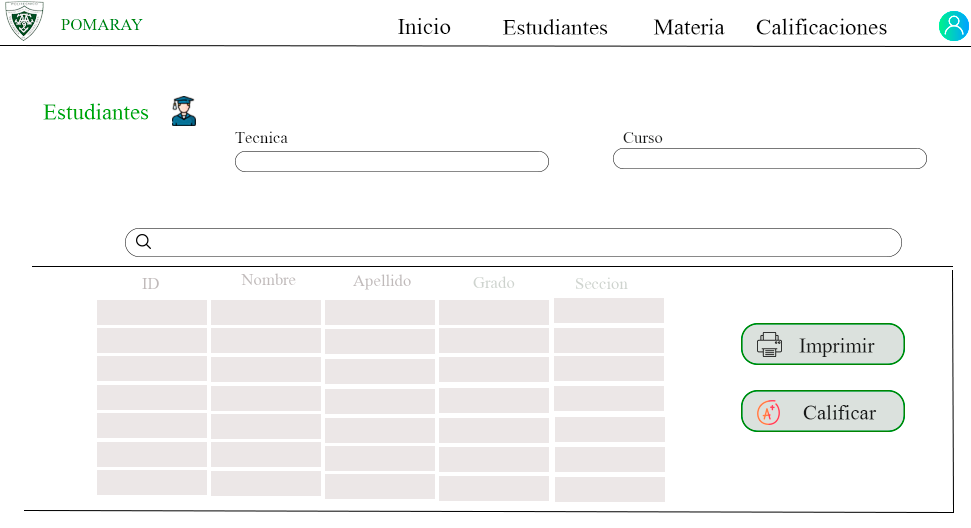 POMARAY
Inicio Estudiantes Materia Calificaciones
Estudiantes
Tecnica Curso
ID Nombre Apellido Grado Seccion
Imprimir
A+ Calificar